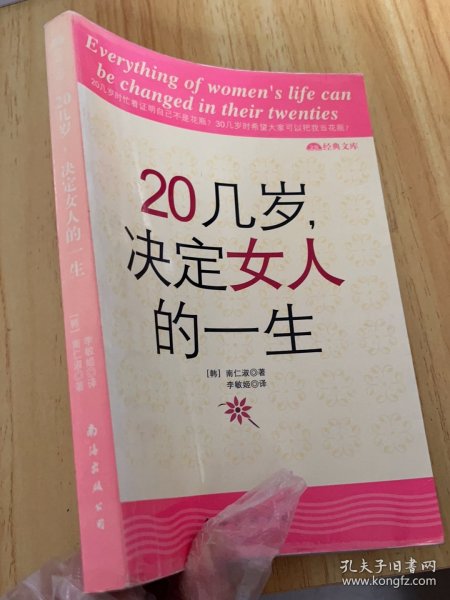 Everything of women's life can
be changed in their twenties
20几岁时忙着证明自己不是花瓶？30几岁时希望大家可以把我当花瓶！
经典文库
20几岁，
决定女人
的一生
[韩] 南仁淑◎著
李敏姬◎译
20几岁，决定女人的一生
[韩] 南仁淑 著
李敏姬 译
南海出版公司
孔夫子旧书网
www.kongfz.com